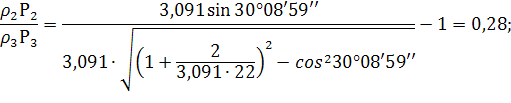 ρ₂P₂/ρ₃P₃ = 3,091 sin 30°08′59′′ / (3,091 · √((1 + 2/(3,091 · 22))² − cos²30°08′59′′)) − 1 = 0,28;